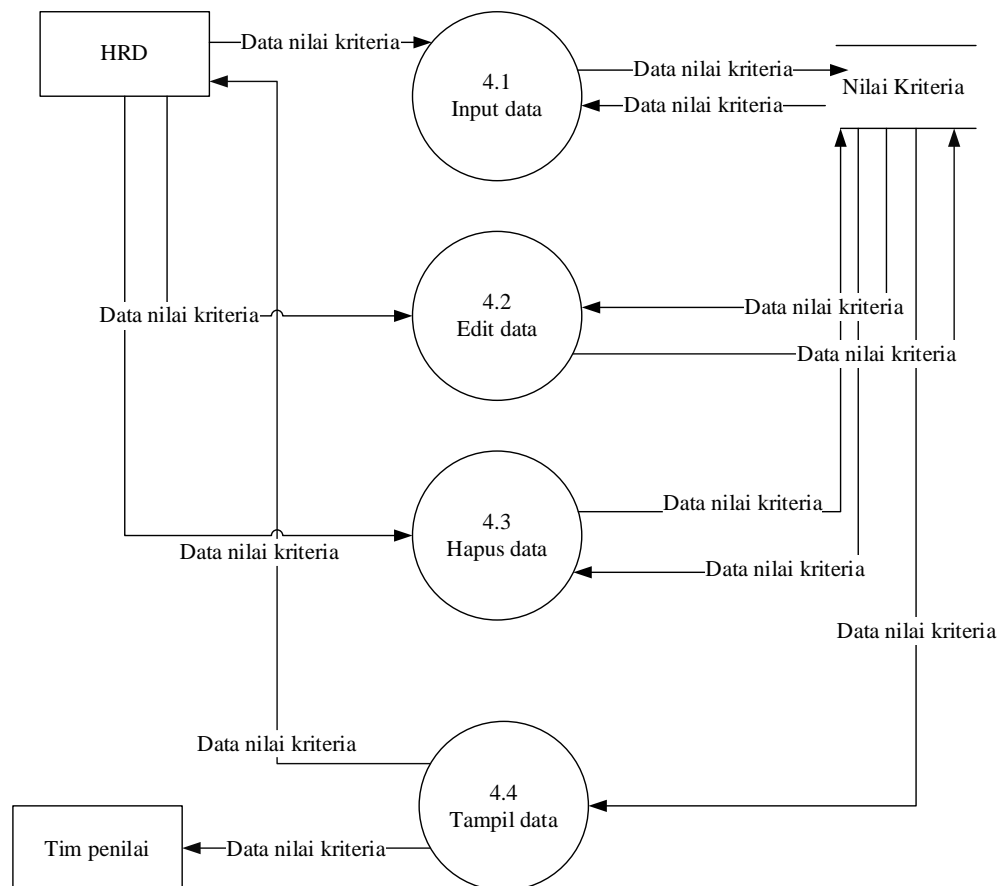 HRD
Data nilai kriteria
4.1
Input data
Data nilai kriteria
Data nilai kriteria
Nilai Kriteria
Data nilai kriteria
4.2
Edit data
Data nilai kriteria
Data nilai kriteria
4.3
Hapus data
Data nilai kriteria
Data nilai kriteria
Data nilai kriteria
Data nilai kriteria
Data nilai kriteria
4.4
Tampil data
Tim penilai
Data nilai kriteria